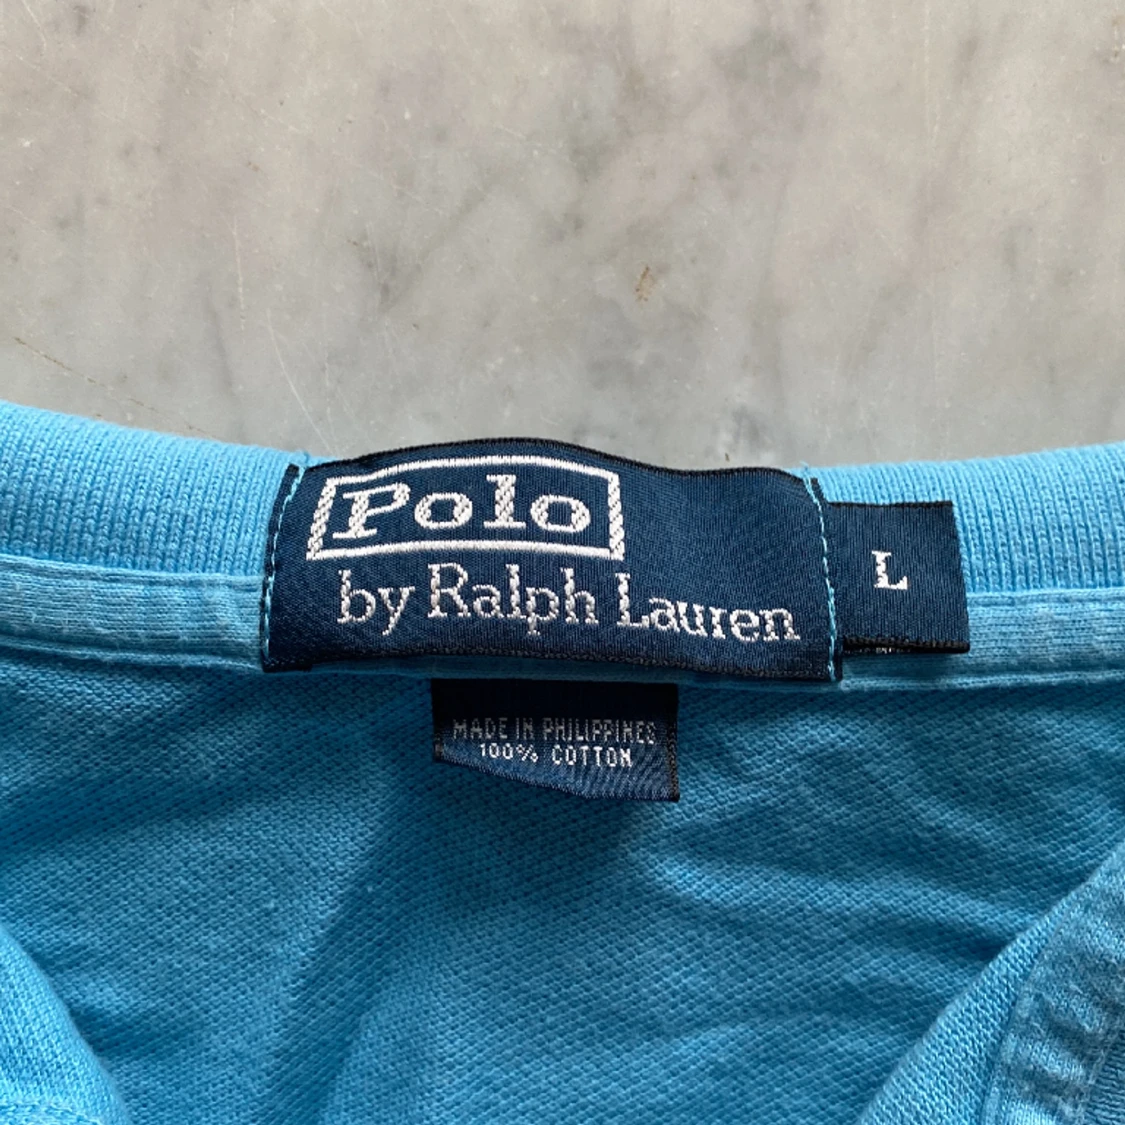 Polo
by Ralph Lauren
L
MADE IN PHILIPPINES
100% COTTON